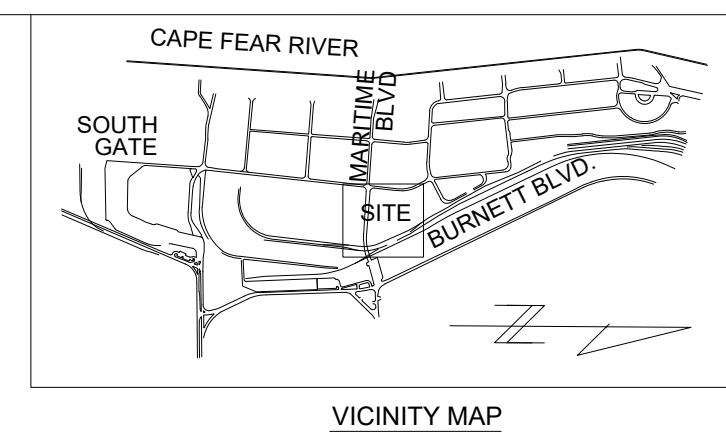 CAPE FEAR RIVER
MARITIME
BLVD
SOUTH
GATE
SITE
BURNETT BLVD.
Z
VICINITY MAP